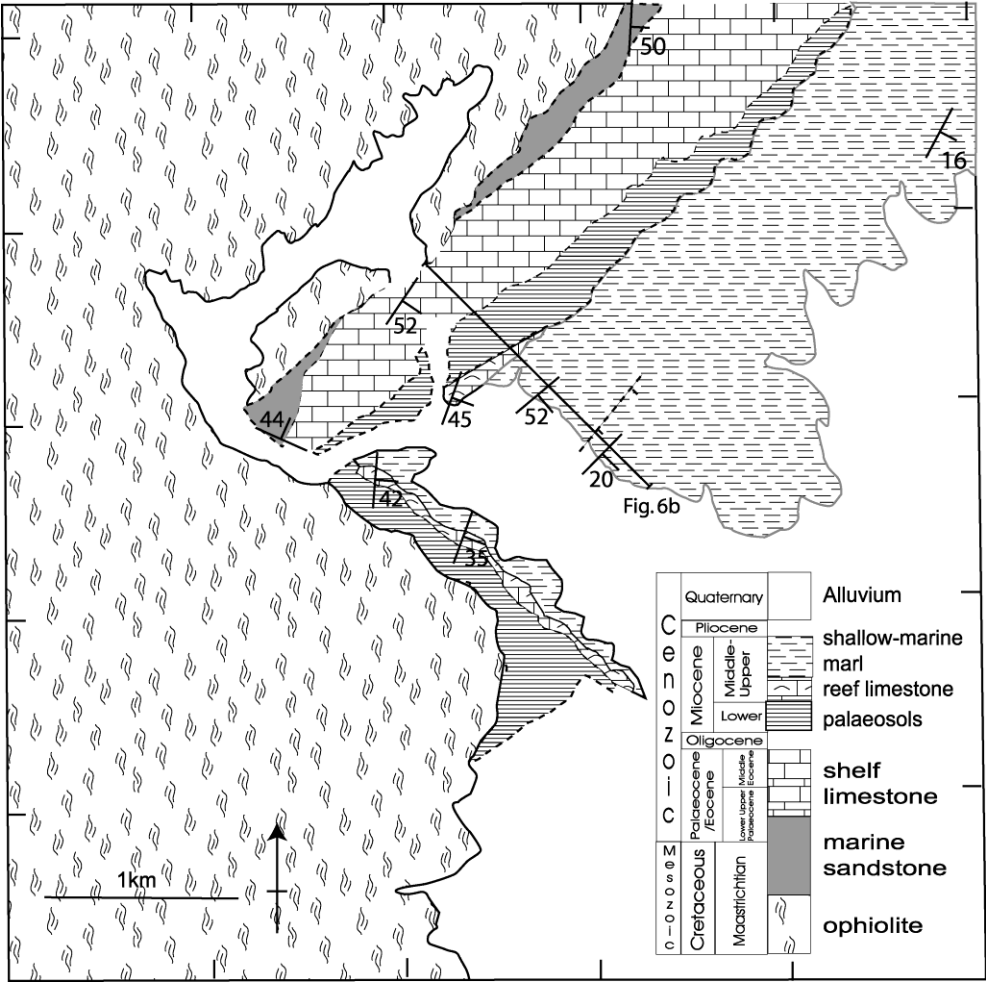 50
16
52
44
45
52
20
Fig.6b
42
35
1km
Cenozoic
Mesozoic
Quaternary
Pliocene
Miocene
Middle-
Upper
Lower
Oligocene
Palaeocene
/Eocene
Middle
Eocene
Lower Upper
Palaeocene
Cretaceous
Maastrichtian
Alluvium
shallow-marine
marl
reef limestone
palaeosols
shelf
limestone
marine
sandstone
ophiolite